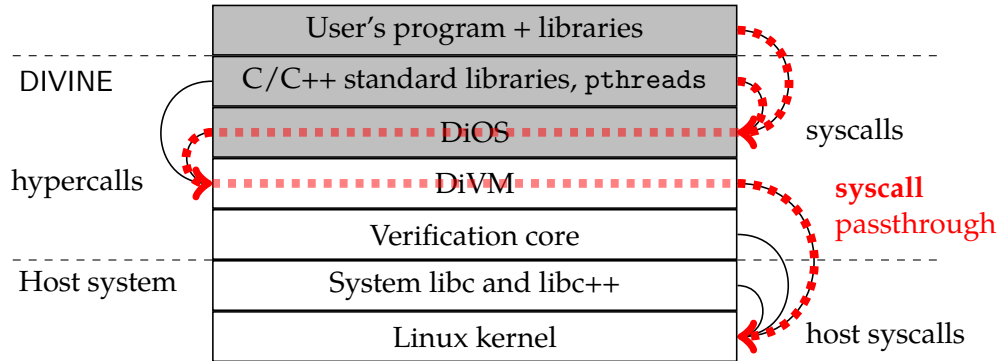 User's program + libraries
DIVINE
C/C++ standard libraries, pthreads
DiOS
syscalls
hypercalls
DiVM
syscall
passthrough
Verification core
Host system
System libc and libc++
Linux kernel
host syscalls